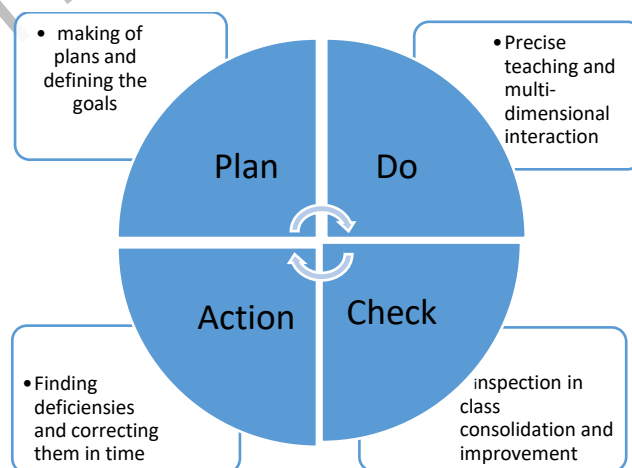 • making of
plans and
defining the
goals
• Precise
teaching and
multi-
dimensional
interaction
Plan
Do
Action
Check
• Finding
deficiensies
and correcting
them in time
inspection in
class
consolidation and
improvement